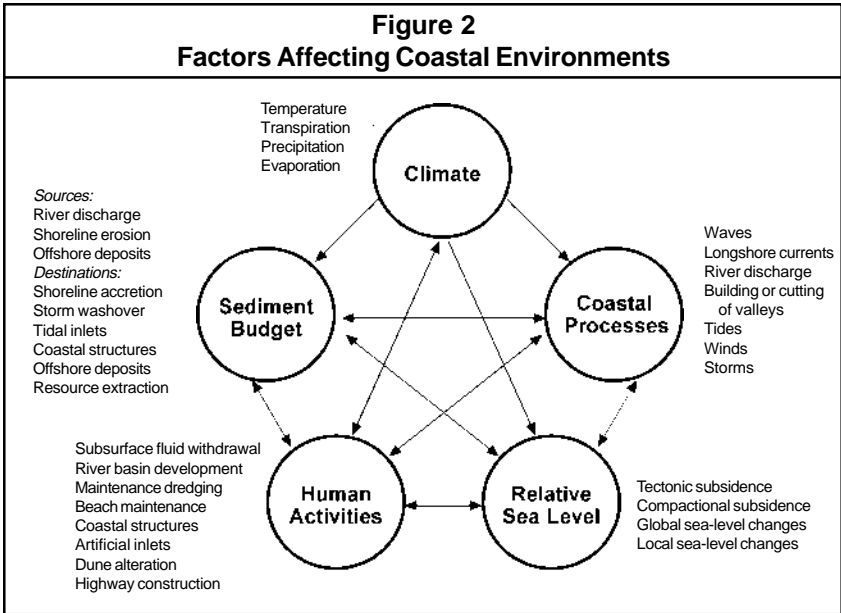 Figure 2
Factors Affecting Coastal Environments
Temperature
Transpiration
Precipitation
Evaporation
Climate
Sources:
River discharge
Shoreline erosion
Offshore deposits
Destinations:
Shoreline accretion
Storm washover
Tidal inlets
Coastal structures
Offshore deposits
Resource extraction
Sediment
Budget
Coastal
Processes
Waves
Longshore currents
River discharge
Building or cutting
of valleys
Tides
Winds
Storms
Subsurface fluid withdrawal
River basin development
Maintenance dredging
Beach maintenance
Coastal structures
Artificial inlets
Dune alteration
Highway construction
Human
Activities
Relative
Sea Level
Tectonic subsidence
Compactional subsidence
Global sea-level changes
Local sea-level changes